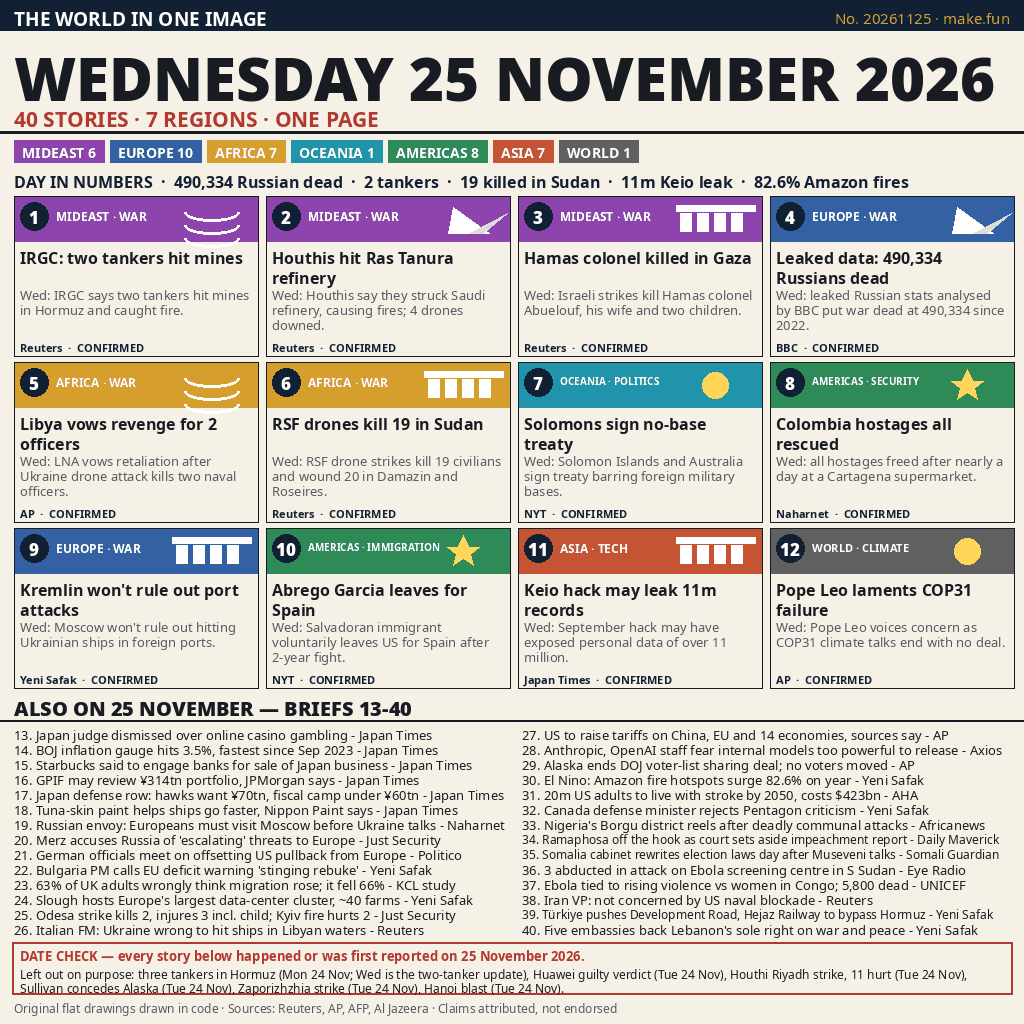 THE WORLD IN ONE IMAGE
No. 20261125 · make.fun
WEDNESDAY 25 NOVEMBER 2026
40 STORIES · 7 REGIONS · ONE PAGE
MIDEAST 6 EUROPE 10 AFRICA 7 OCEANIA 1 AMERICAS 8 ASIA 7 WORLD 1
DAY IN NUMBERS · 490,334 Russian dead · 2 tankers · 19 killed in Sudan · 11m Keio leak · 82.6% Amazon fires
1 MIDEAST · WAR
IRGC: two tankers hit mines
Wed: IRGC says two tankers hit mines
in Hormuz and caught fire.
Reuters · CONFIRMED
2 MIDEAST · WAR
Houthis hit Ras Tanura
refinery
Wed: Houthis say they struck Saudi
refinery, causing fires; 4 drones
downed.
Reuters · CONFIRMED
3 MIDEAST · WAR
Hamas colonel killed in Gaza
Wed: Israeli strikes kill Hamas colonel
Abuelouf, his wife and two children.
Reuters · CONFIRMED
4 EUROPE · WAR
Leaked data: 490,334
Russians dead
Wed: leaked Russian stats analysed
by BBC put war dead at 490,334 since
2022.
BBC · CONFIRMED
5 AFRICA · WAR
Libya vows revenge for 2
officers
Wed: LNA vows retaliation after
Ukraine drone attack kills two naval
officers.
AP · CONFIRMED
6 AFRICA · WAR
RSF drones kill 19 in Sudan
Wed: RSF drone strikes kill 19 civilians
and wound 20 in Damazin and
Roseires.
Reuters · CONFIRMED
7 OCEANIA · POLITICS
Solomons sign no-base
treaty
Wed: Solomon Islands and Australia
sign treaty barring foreign military
bases.
NYT · CONFIRMED
8 AMERICAS · SECURITY
Colombia hostages all
rescued
Wed: all hostages freed after nearly a
day at a Cartagena supermarket.
Naharnet · CONFIRMED
9 EUROPE · WAR
Kremlin won't rule out port
attacks
Wed: Moscow won't rule out hitting
Ukrainian ships in foreign ports.
Yeni Safak · CONFIRMED
10 AMERICAS · IMMIGRATION
Abrego Garcia leaves for
Spain
Wed: Salvadoran immigrant
voluntarily leaves US for Spain after
2-year fight.
NYT · CONFIRMED
11 ASIA · TECH
Keio hack may leak 11m
records
Wed: September hack may have
exposed personal data of over 11
million.
Japan Times · CONFIRMED
12 WORLD · CLIMATE
Pope Leo laments COP31
failure
Wed: Pope Leo voices concern as
COP31 climate talks end with no deal.
AP · CONFIRMED
ALSO ON 25 NOVEMBER — BRIEFS 13-40
13. Japan judge dismissed over online casino gambling - Japan Times
14. BOJ inflation gauge hits 3.5%, fastest since Sep 2023 - Japan Times
15. Starbucks said to engage banks for sale of Japan business - Japan Times
16. GPIF may review ¥314tn portfolio, JPMorgan says - Japan Times
17. Japan defense row: hawks want ¥70tn, fiscal camp under ¥60tn - Japan Times
18. Tuna-skin paint helps ships go faster, Nippon Paint says - Japan Times
19. Russian envoy: Europeans must visit Moscow before Ukraine talks - Naharnet
20. Merz accuses Russia of 'escalating' threats to Europe - Just Security
21. German officials meet on offsetting US pullback from Europe - Politico
22. Bulgaria PM calls EU deficit warning 'stinging rebuke' - Yeni Safak
23. 63% of UK adults wrongly think migration rose; it fell 66% - KCL study
24. Slough hosts Europe's largest data-center cluster, ~40 farms - Yeni Safak
25. Odesa strike kills 2, injures 3 incl. child; Kyiv fire hurts 2 - Just Security
26. Italian FM: Ukraine wrong to hit ships in Libyan waters - Reuters
27. US to raise tariffs on China, EU and 14 economies, sources say - AP
28. Anthropic, OpenAI staff fear internal models too powerful to release - Axios
29. Alaska ends DOJ voter-list sharing deal; no voters moved - AP
30. El Nino: Amazon fire hotspots surge 82.6% on year - Yeni Safak
31. 20m US adults to live with stroke by 2050, costs $423bn - AHA
32. Canada defense minister rejects Pentagon criticism - Yeni Safak
33. Nigeria's Borgu district reels after deadly communal attacks - Africanews
34. Ramaphosa off the hook as court sets aside impeachment report - Daily Maverick
35. Somalia cabinet rewrites election laws day after Museveni talks - Somali Guardian
36. 3 abducted in attack on Ebola screening centre in S Sudan - Eye Radio
37. Ebola tied to rising violence vs women in Congo; 5,800 dead - UNICEF
38. Iran VP: not concerned by US naval blockade - Reuters
39. Türkiye pushes Development Road, Hejaz Railway to bypass Hormuz - Yeni Safak
40. Five embassies back Lebanon's sole right on war and peace - Yeni Safak
DATE CHECK — every story below happened or was first reported on 25 November 2026.
Left out on purpose: three tankers in Hormuz (Mon 24 Nov; Wed is the two-tanker update), Huawei guilty verdict (Tue 24 Nov), Houthi Riyadh strike, 11 hurt (Tue 24 Nov),
Sullivan concedes Alaska (Tue 24 Nov), Zaporizhzhia strike (Tue 24 Nov), Hanoi blast (Tue 24 Nov).
Original flat drawings drawn in code · Sources: Reuters, AP, AFP, Al Jazeera · Claims attributed, not endorsed